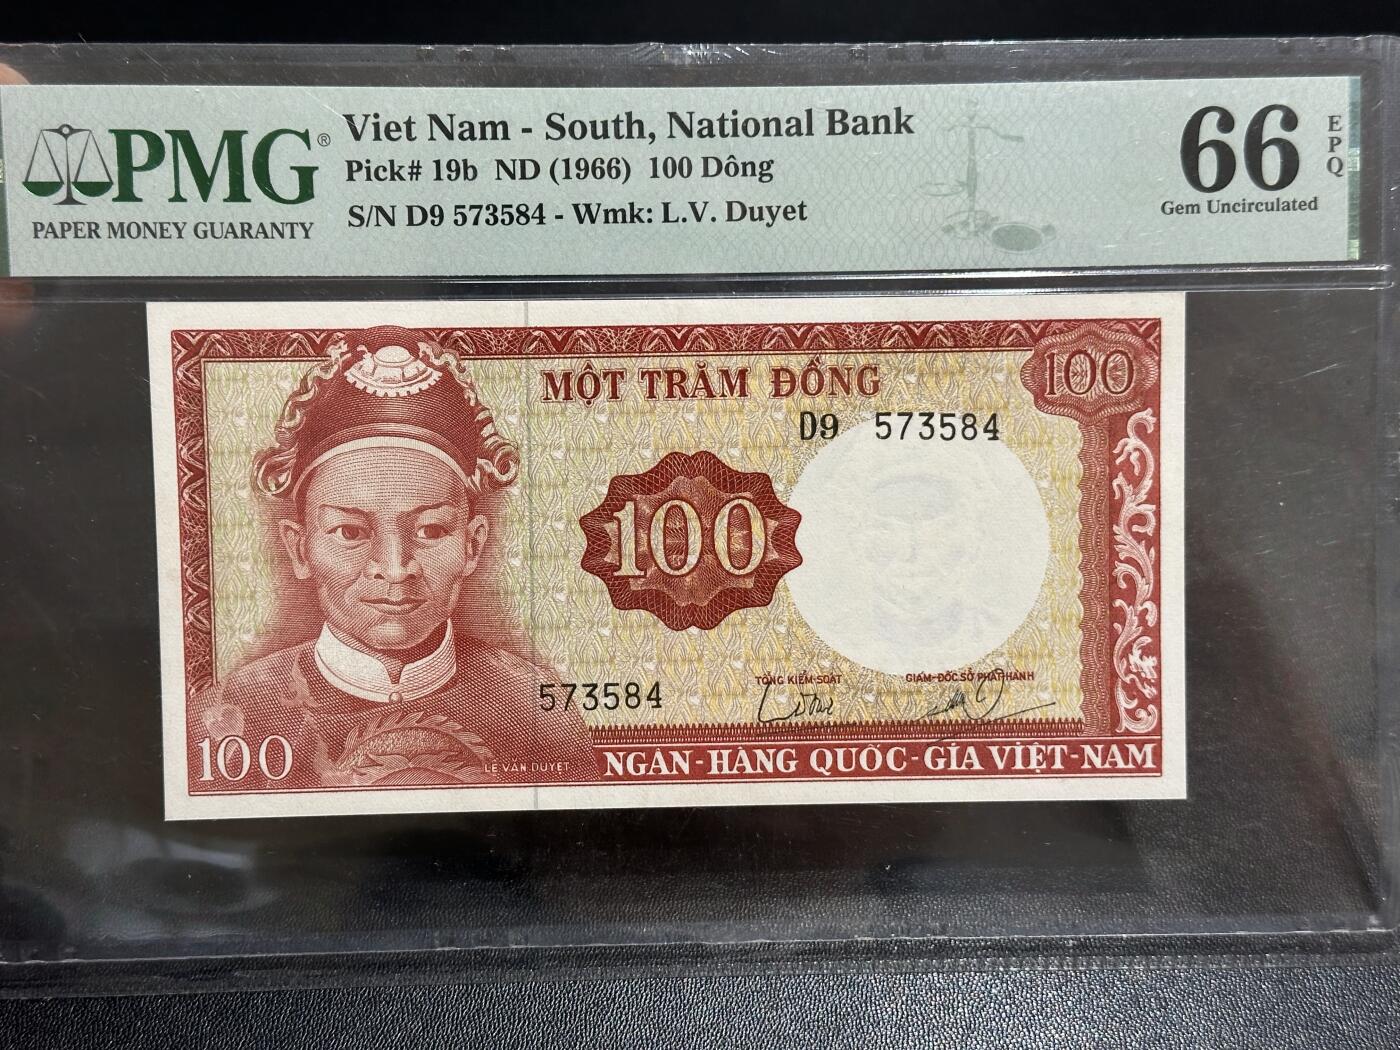 PMG®
PAPER MONEY GUARANTY
Viet Nam - South, National Bank
Pick# 19b ND (1966) 100 Dông
S/N D9 573584 - Wmk: L.V. Duyet
66
EPQ
Gem Uncirculated
MỘT TRĂM ĐỒNG
100
D9 573584
100
573584
TỔNG KIỂM-SOÁT
GIÁM-ĐỐC SỞ PHÁT-HÀNH
100
LÊ VĂN DUYỆT
NGÂN-HÀNG QUỐC-GIA VIỆT-NAM